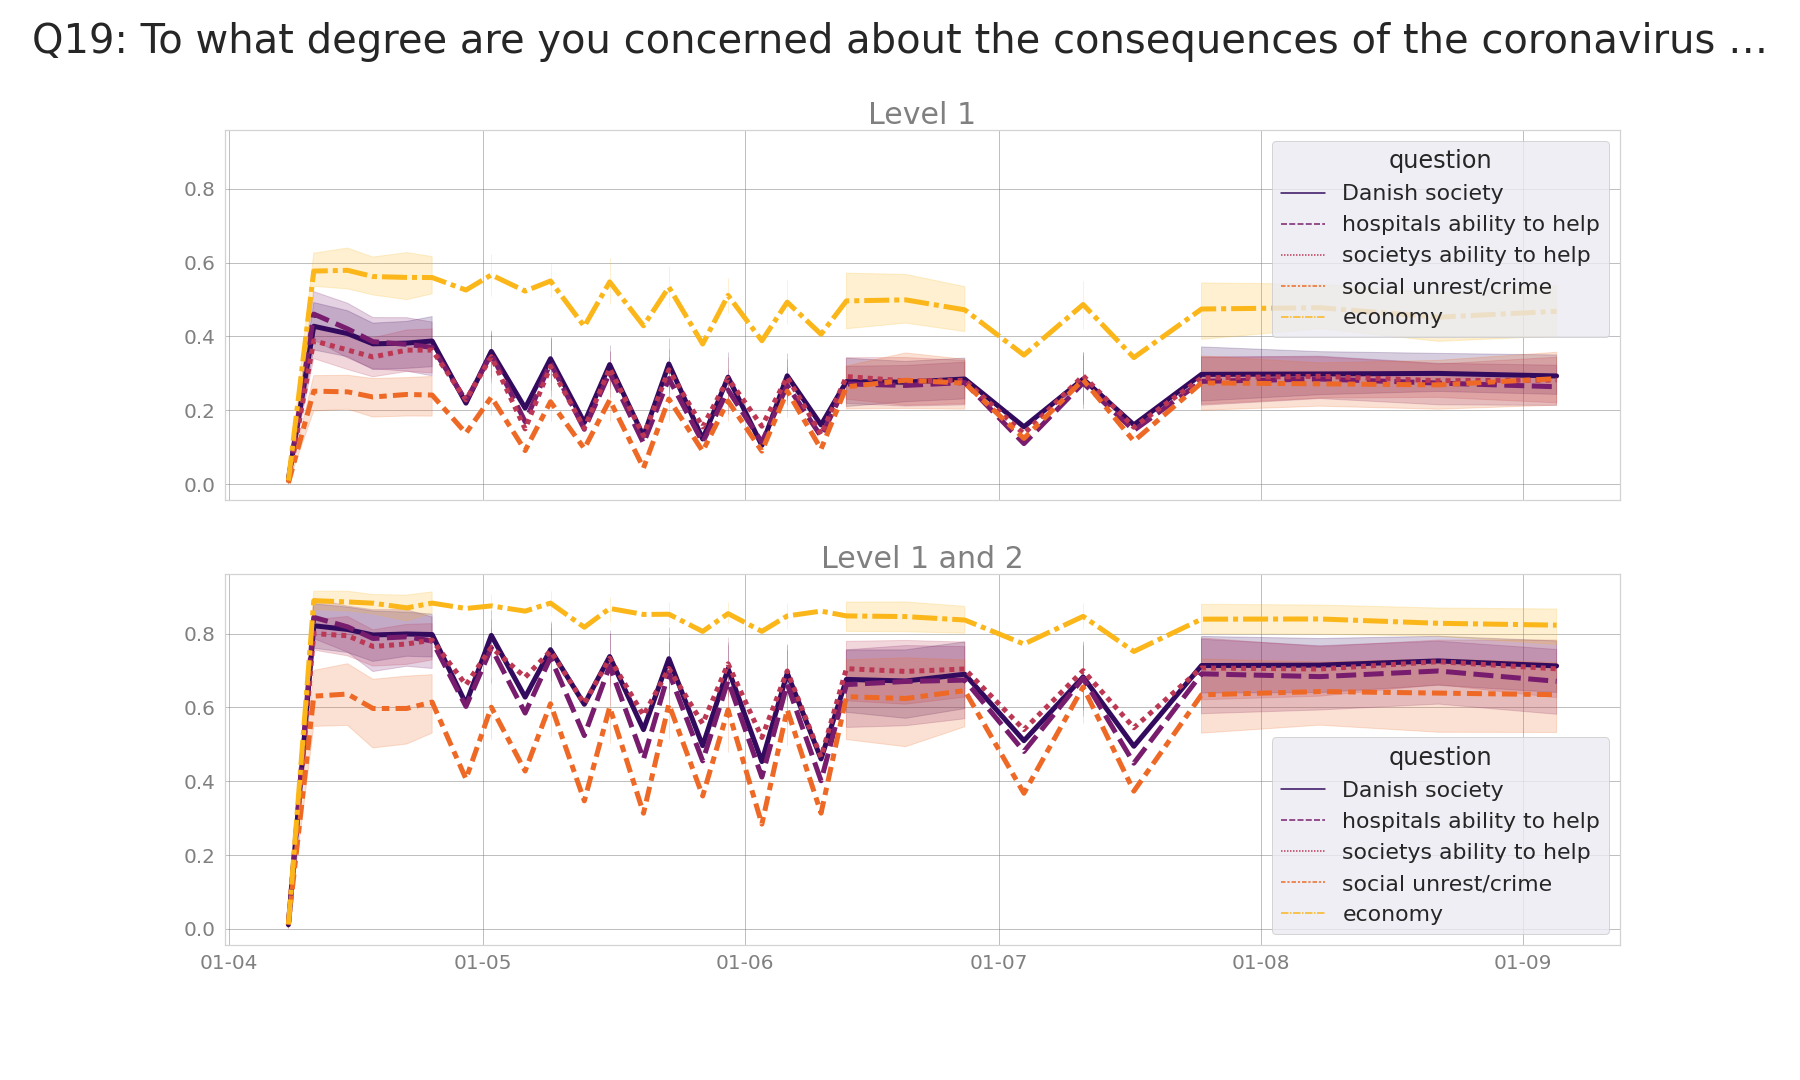 Q19: To what degree are you concerned about the consequences of the coronavirus ...
Level 1
0.8
0.6
0.4
0.2
0.0
question
Danish society
hospitals ability to help
societys ability to help
social unrest/crime
economy
Level 1 and 2
0.8
0.6
0.4
0.2
0.0
question
Danish society
hospitals ability to help
societys ability to help
social unrest/crime
economy
01-04 01-05 01-06 01-07 01-08 01-09